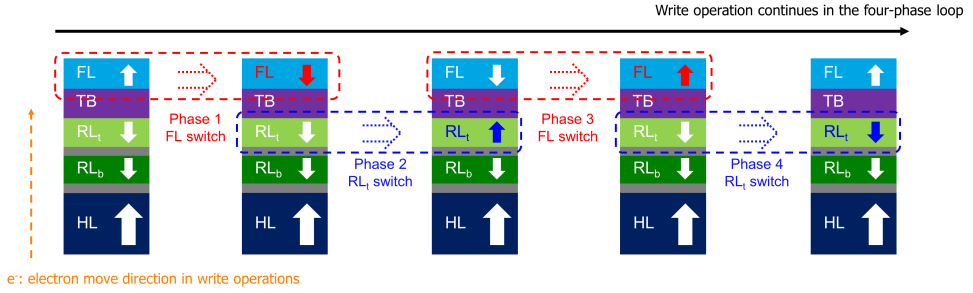 Write operation continues in the four-phase loop
FL
TB
RLt
RLb
HL
Phase 1
FL switch
FL
TB
RLt
RLb
HL
Phase 2
RLt switch
FL
TB
RLt
RLb
HL
Phase 3
FL switch
FL
TB
RLt
RLb
HL
Phase 4
RLt switch
FL
TB
RLt
RLb
HL
e-: electron move direction in write operations